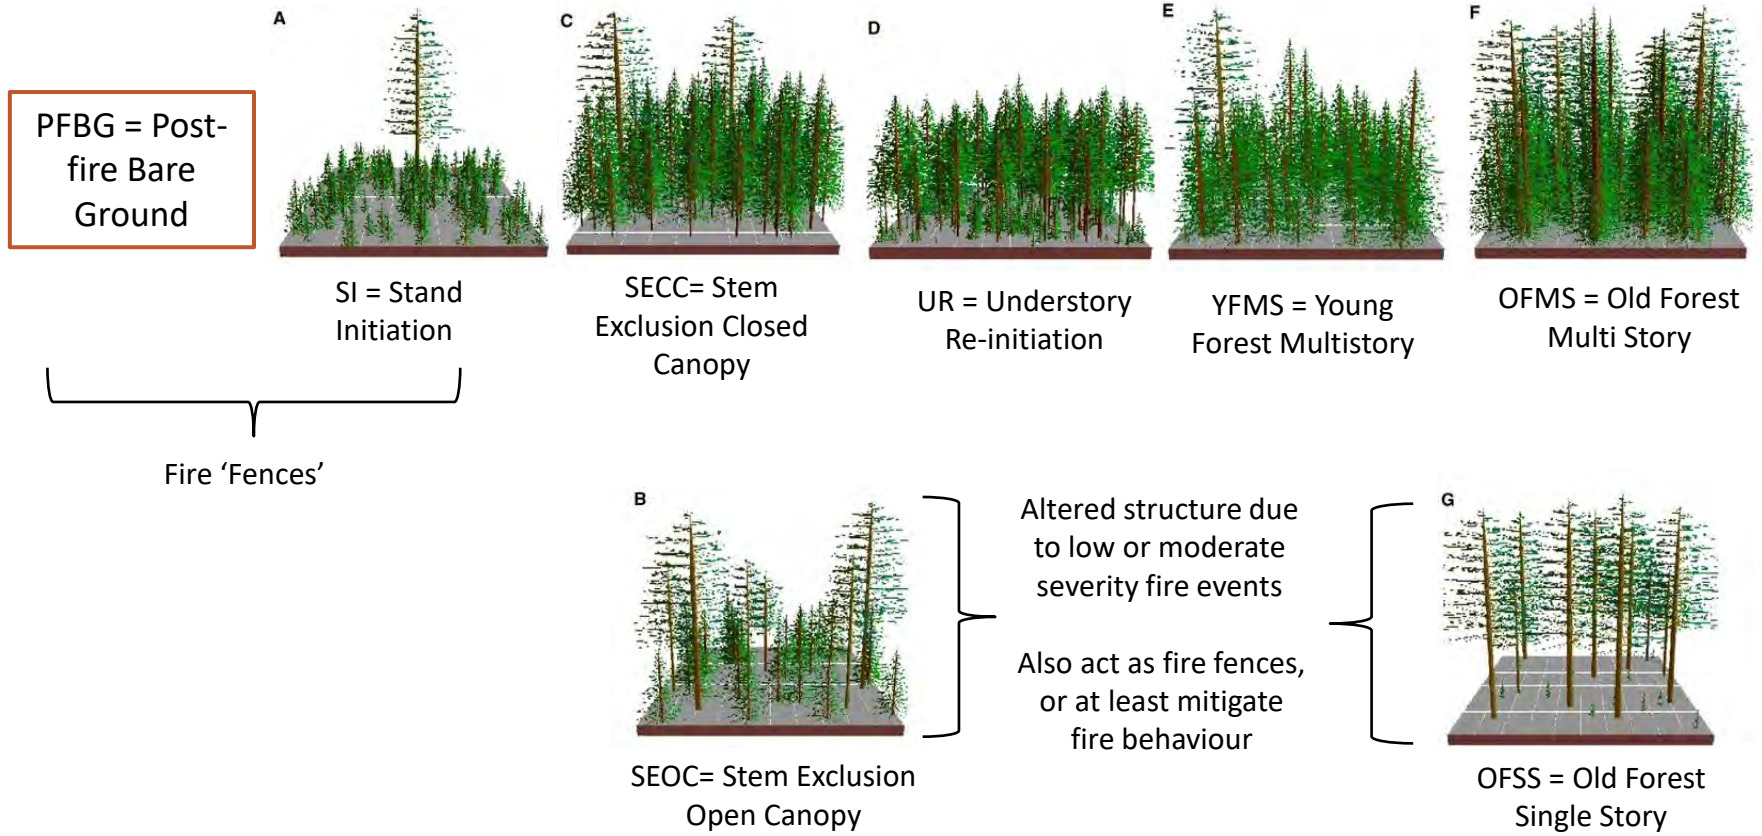 A
C
D
E
F
PFBG = Post-
fire Bare
Ground
SI = Stand
Initiation
SECC= Stem
Exclusion Closed
Canopy
UR = Understory
Re-initiation
YFMS = Young
Forest Multistory
OFMS = Old Forest
Multi Story
Fire ‘Fences’
B
Altered structure due
to low or moderate
severity fire events
Also act as fire fences,
or at least mitigate
fire behaviour
G
SEOC= Stem Exclusion
Open Canopy
OFSS = Old Forest
Single Story